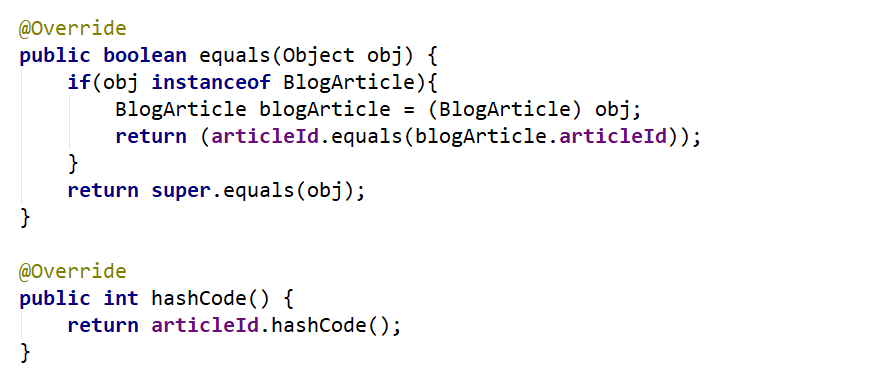 @Override
public boolean equals(Object obj) {
    if(obj instanceof BlogArticle){
        BlogArticle blogArticle = (BlogArticle) obj;
        return (articleId.equals(blogArticle.articleId));
    }
    return super.equals(obj);
}

@Override
public int hashCode() {
    return articleId.hashCode();
}